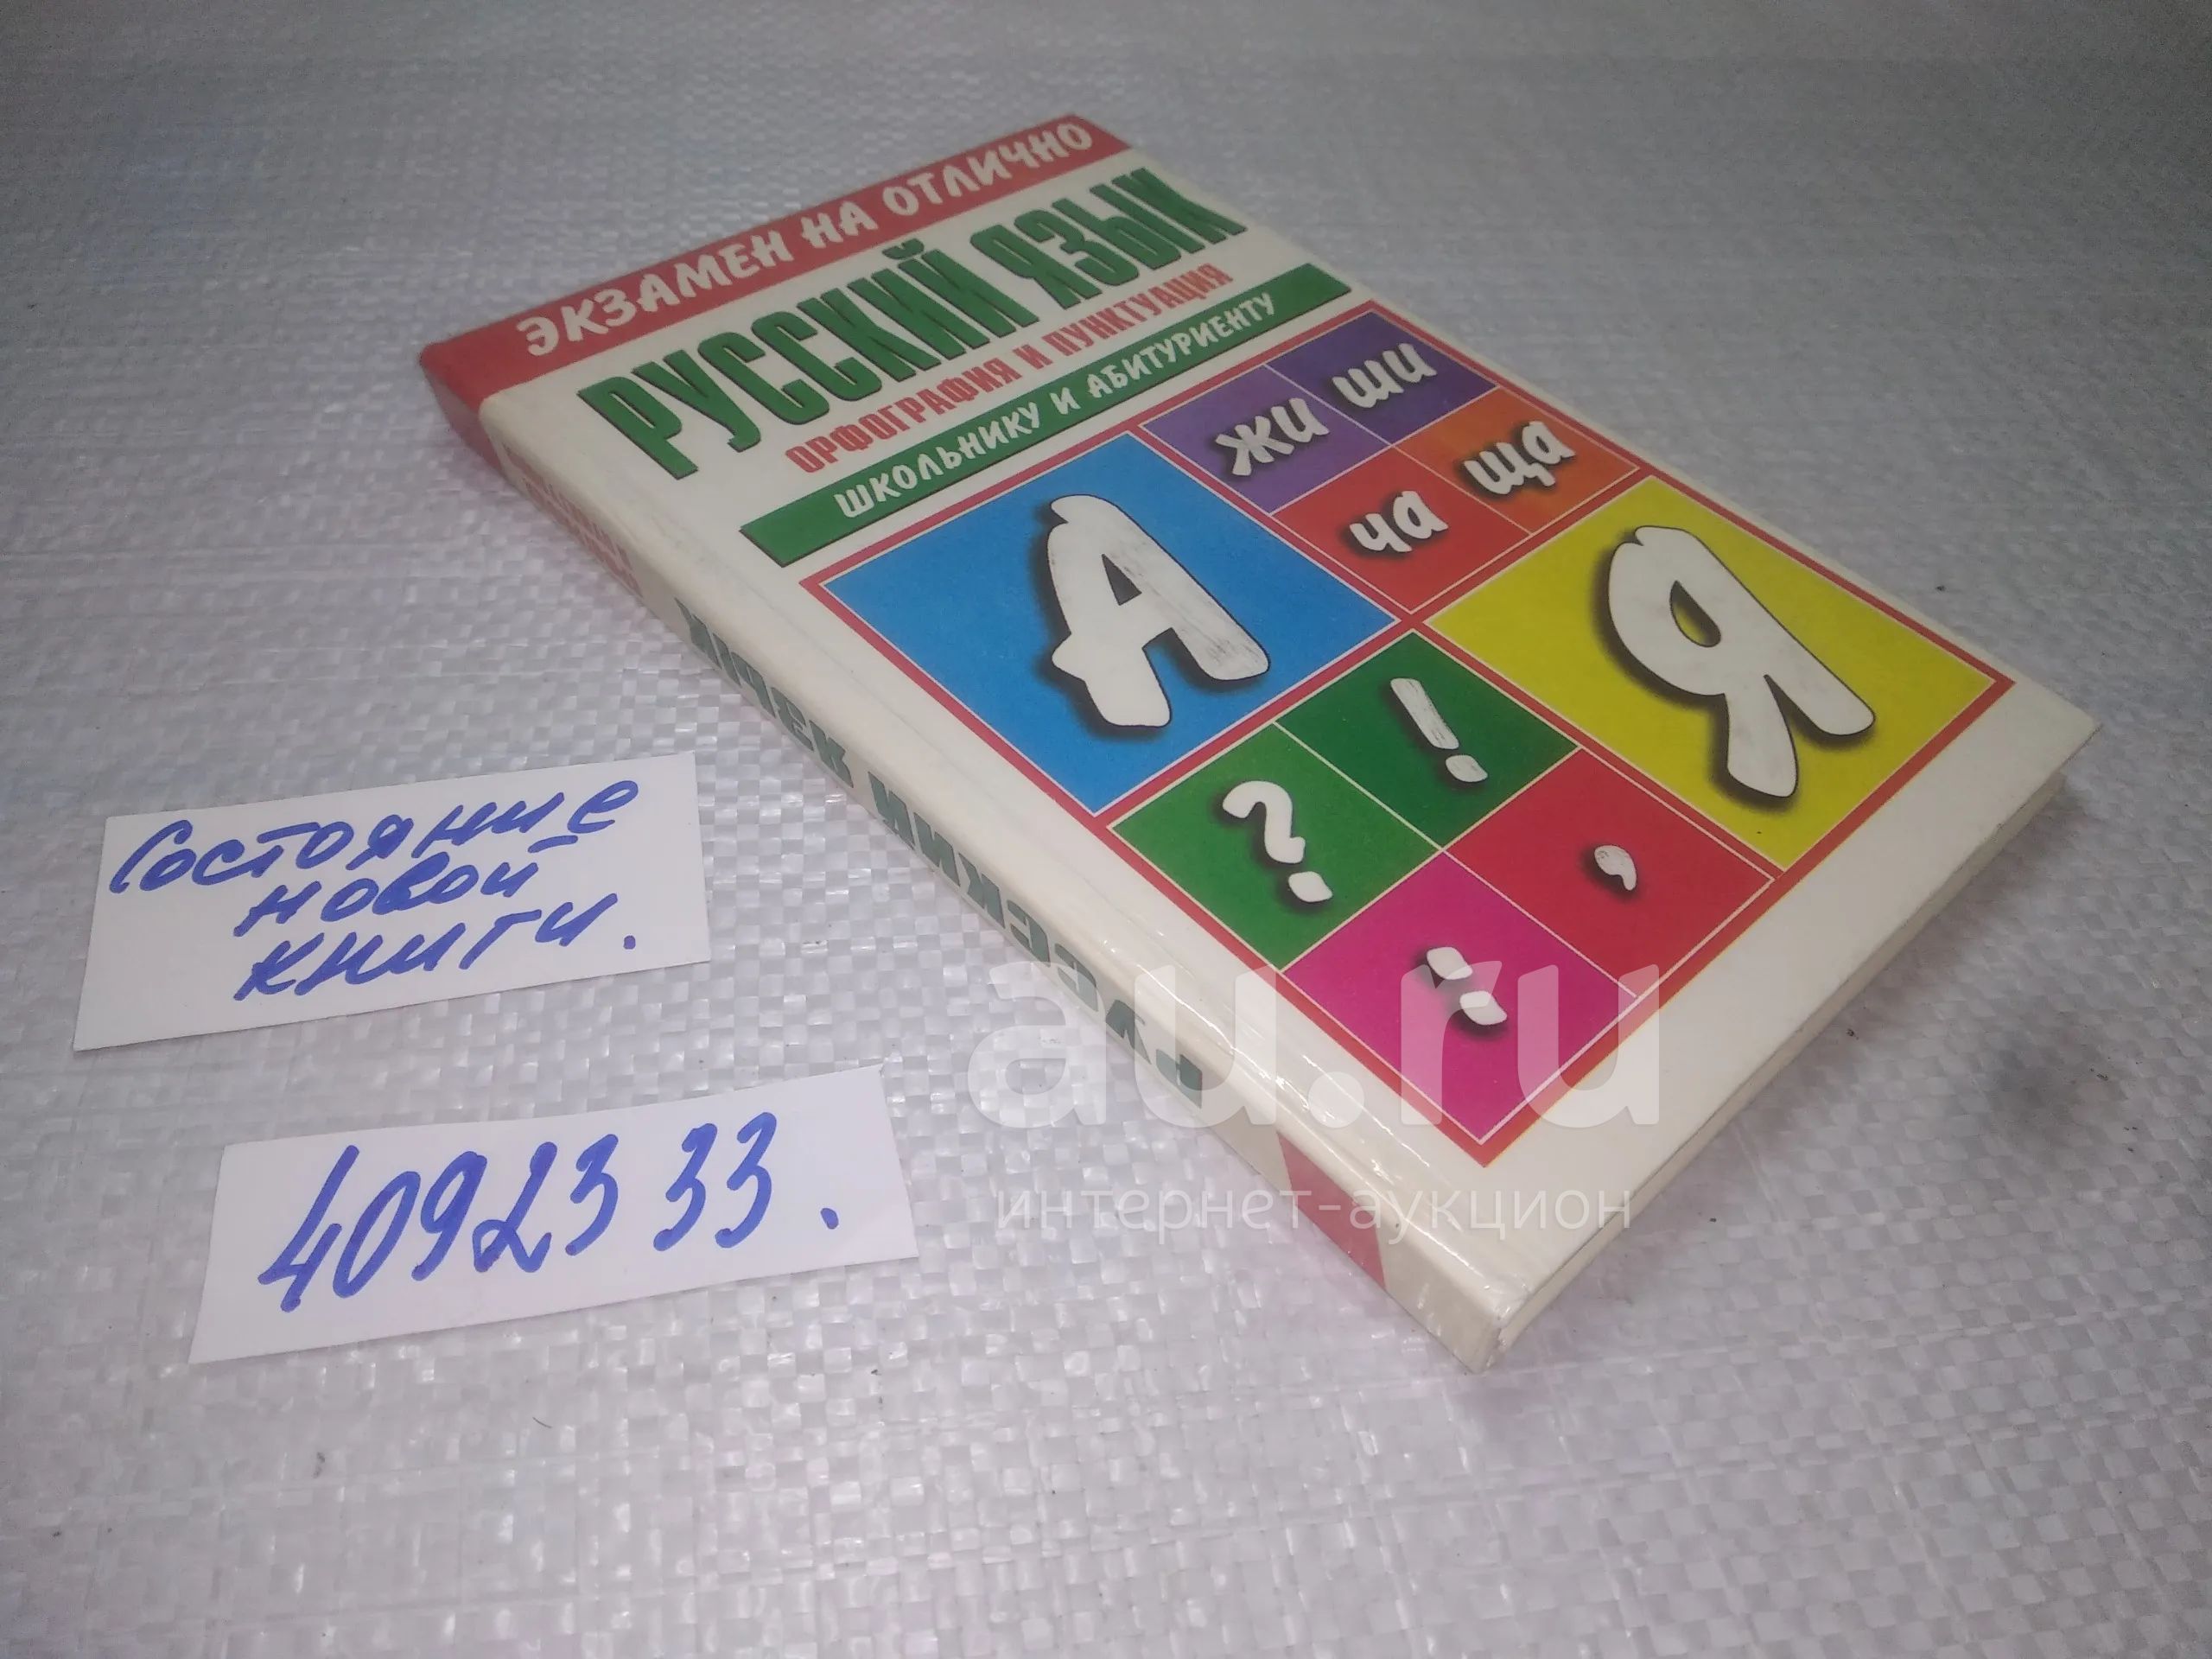 ЭКЗАМЕН НА ОТЛИЧНО
РУССКИЙ ЯЗЫК
ОРФОГРАФИЯ И ПУНКТУАЦИЯ
ШКОЛЬНИКУ И АБИТУРИЕНТУ
жи ши
ча ща
А
Я
!
?
,
:
РУССКИЙ ЯЗЫК
Состояние
новой
книги.
4092333.
au.ru
интернет-аукцион